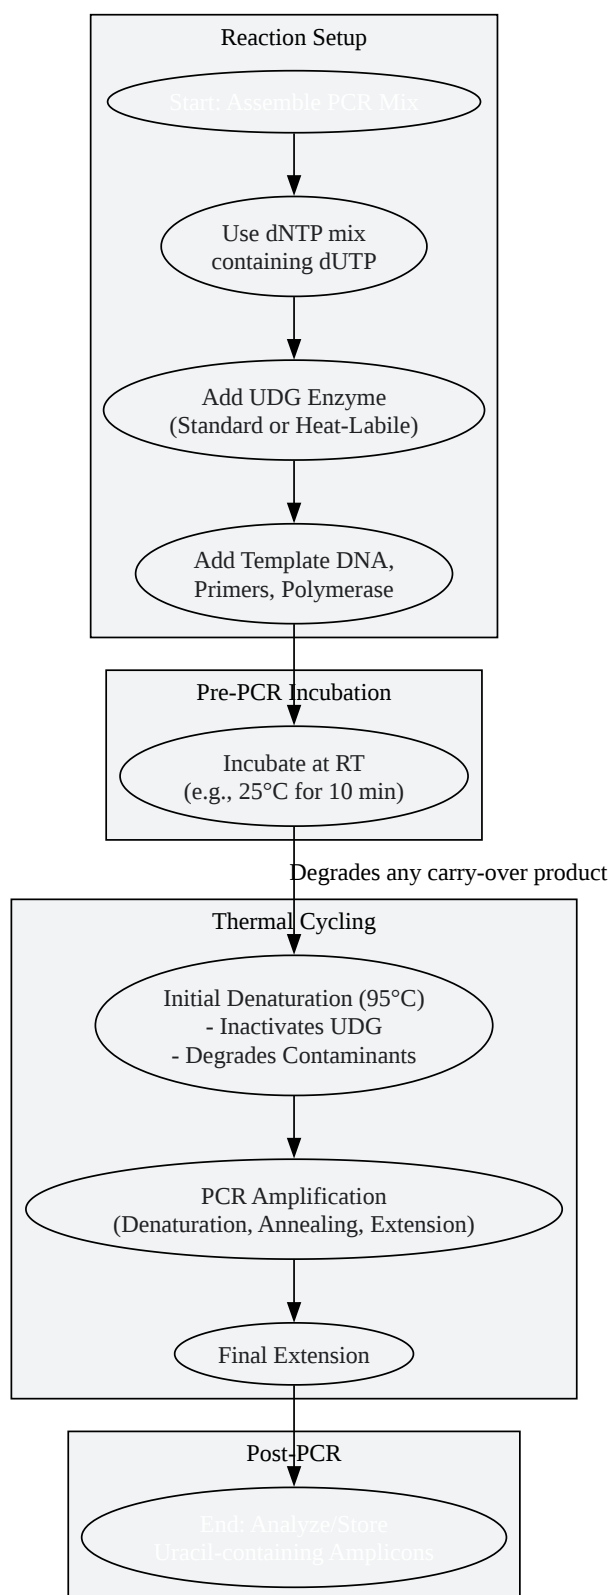 Reaction Setup
Start: Assemble PCR Mix
Use dNTP mix
containing dUTP
Add UDG Enzyme
(Standard or Heat-Labile)
Add Template DNA,
Primers, Polymerase
Pre-PCR Incubation
Incubate at RT
(e.g., 25°C for 10 min)
Degrades any carry-over product
Thermal Cycling
Initial Denaturation (95°C)
- Inactivates UDG
- Degrades Contaminants
PCR Amplification
(Denaturation, Annealing, Extension)
Final Extension
Post-PCR
End: Analyze/Store
Uracil-containing Amplicons